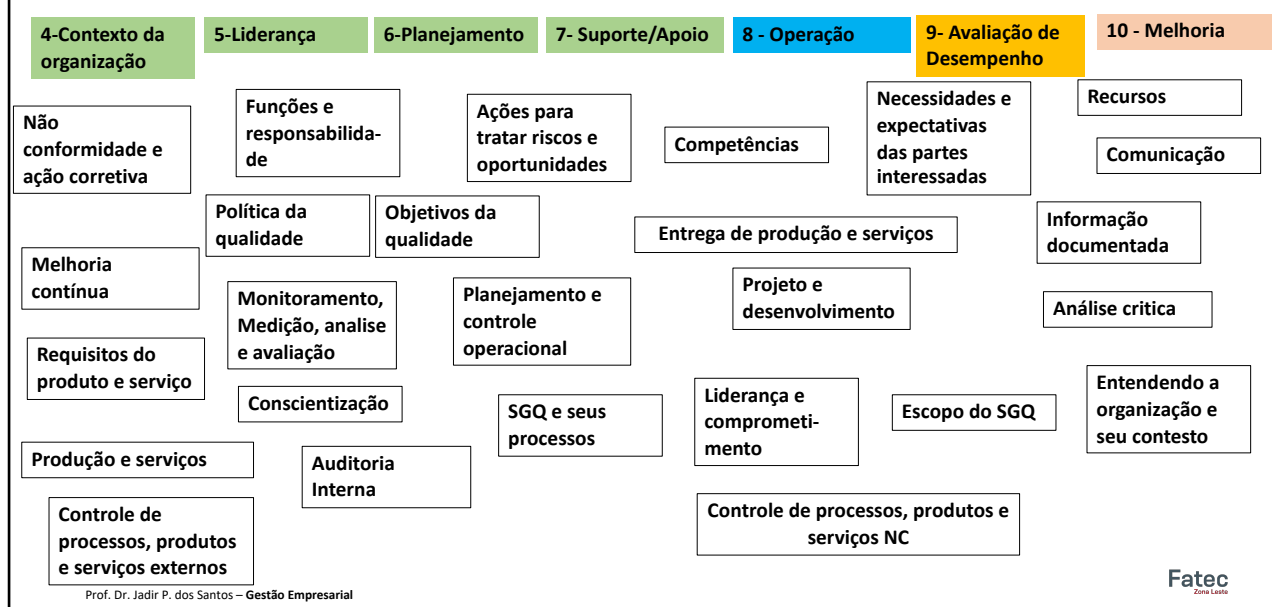 4-Contexto da
organização
5-Liderança
6-Planejamento
7- Suporte/Apoio
8 - Operação
9- Avaliação de
Desempenho
10 - Melhoria
Não
conformidade e
ação corretiva
Funções e
responsabilida-
de
Ações para
tratar riscos e
oportunidades
Competências
Necessidades e
expectativas
das partes
interessadas
Recursos
Comunicação
Política da
qualidade
Objetivos da
qualidade
Entrega de produção e serviços
Informação
documentada
Melhoria
contínua
Monitoramento,
Medição, analise
e avaliação
Planejamento e
controle
operacional
Projeto e
desenvolvimento
Análise critica
Requisitos do
produto e serviço
Conscientização
SGQ e seus
processos
Liderança e
comprometi-
mento
Escopo do SGQ
Entendendo a
organização e
seu contesto
Produção e serviços
Auditoria
Interna
Controle de
processos, produtos
e serviços externos
Controle de processos, produtos e
serviços NC
Prof. Dr. Jadir P. dos Santos – Gestão Empresarial
Fatec
Zona Leste